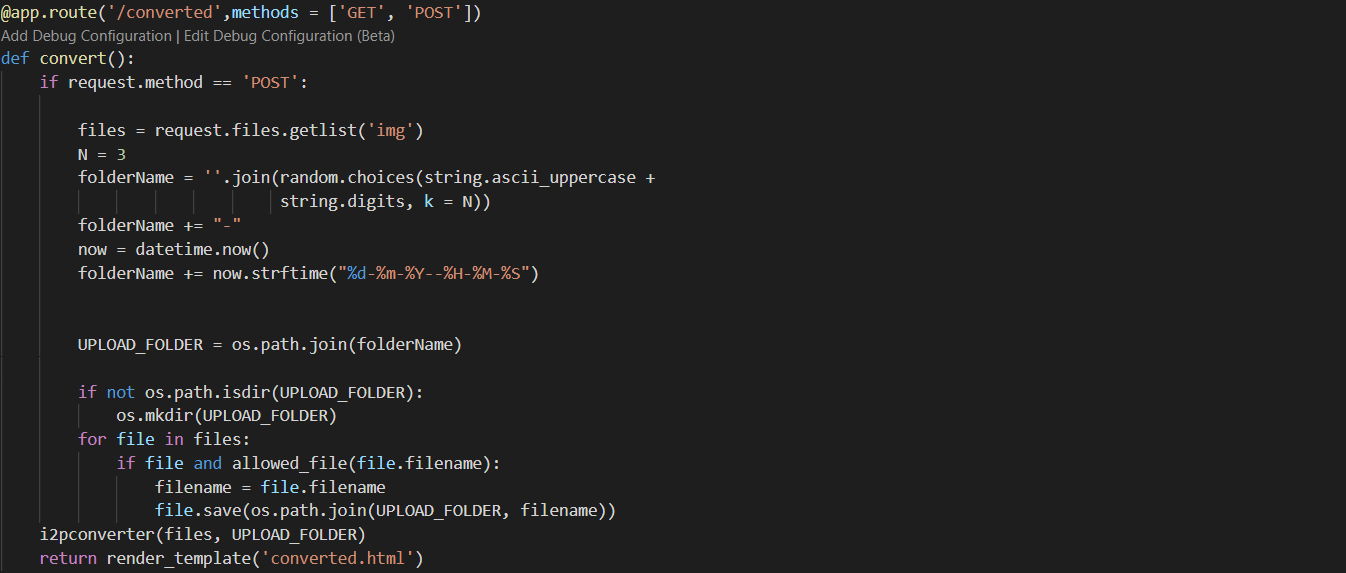 @app.route('/converted',methods = ['GET', 'POST'])
Add Debug Configuration | Edit Debug Configuration (Beta)
def convert():
    if request.method == 'POST':
        files = request.files.getlist('img')
        N = 3
        folderName = ''.join(random.choices(string.ascii_uppercase +
                             string.digits, k = N))
        folderName += "-"
        now = datetime.now()
        folderName += now.strftime("%d-%m-%Y--%H-%M-%S")
        UPLOAD_FOLDER = os.path.join(folderName)
        if not os.path.isdir(UPLOAD_FOLDER):
            os.mkdir(UPLOAD_FOLDER)
        for file in files:
            if file and allowed_file(file.filename):
                filename = file.filename
                file.save(os.path.join(UPLOAD_FOLDER, filename))
    i2pconverter(files, UPLOAD_FOLDER)
    return render_template('converted.html')